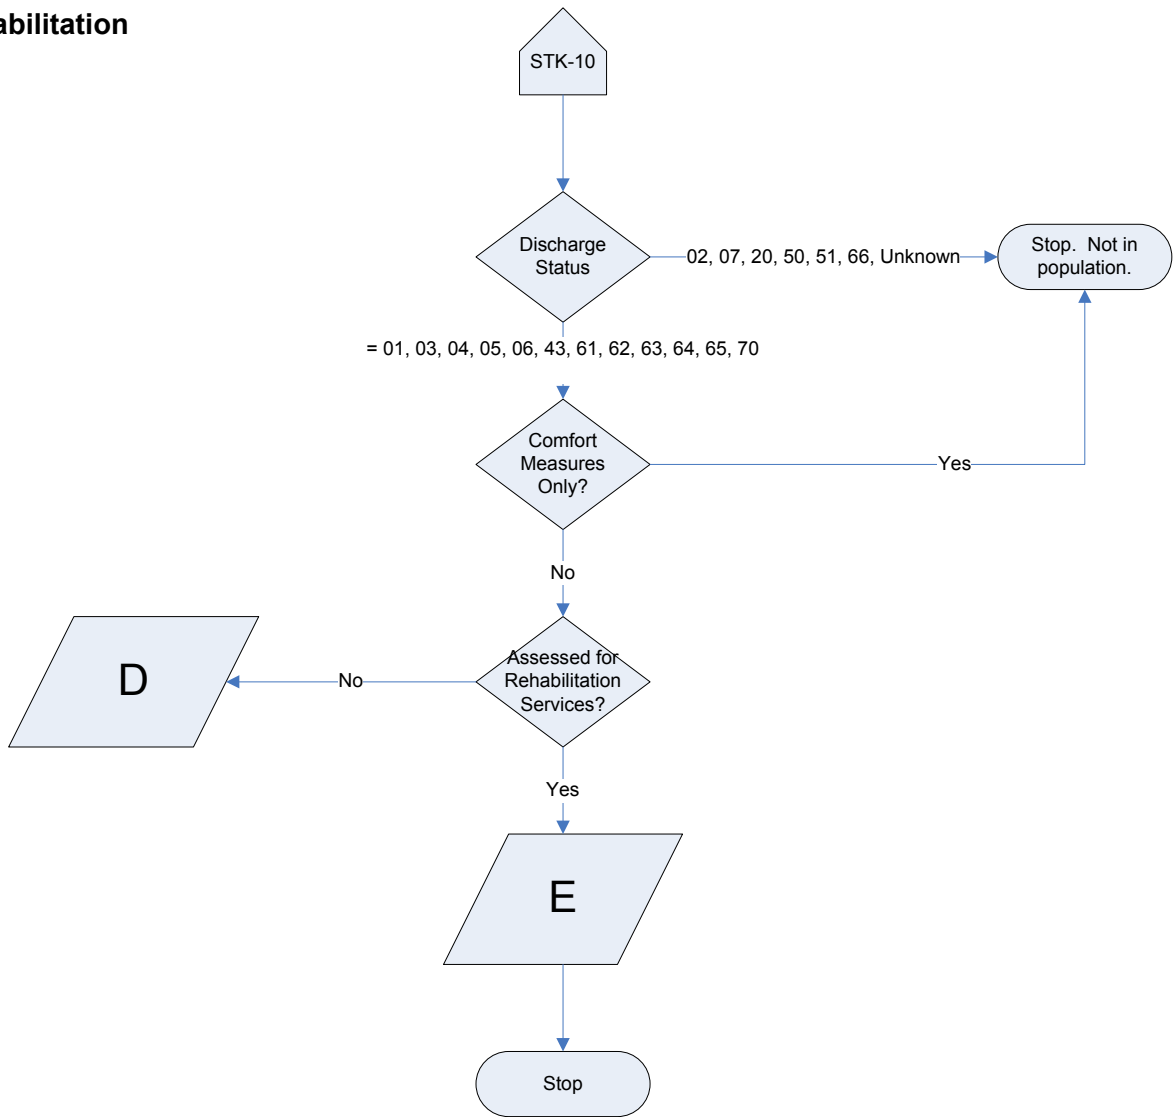 abilitation
STK-10
Discharge
Status
02, 07, 20, 50, 51, 66, Unknown
Stop.  Not in
population.
= 01, 03, 04, 05, 06, 43, 61, 62, 63, 64, 65, 70
Comfort
Measures
Only?
Yes
No
Assessed for
Rehabilitation
Services?
No
D
Yes
E
Stop